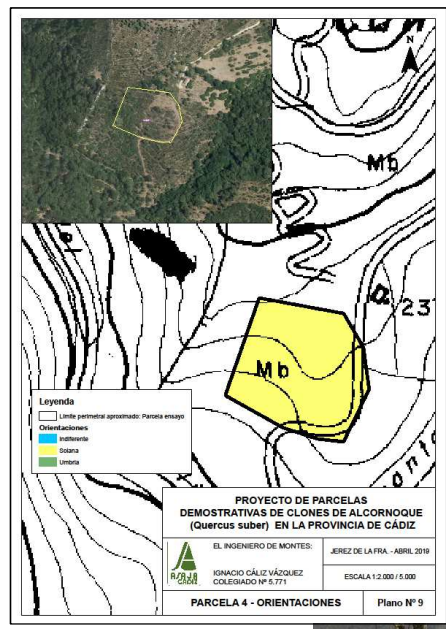 N
Mb
23
Mb
Leyenda
Límite perimetral aproximado: Parcela ensayo
Orientaciones
Indiferente
Solana
Umbría
PROYECTO DE PARCELAS
DEMOSTRATIVAS DE CLONES DE ALCORNOQUE
(Quercus suber) EN LA PROVINCIA DE CÁDIZ
EL INGENIERO DE MONTES:
JEREZ DE LA FRA. - ABRIL 2019
ASAJA
CÁDIZ
IGNACIO CÁLIZ VÁZQUEZ
COLEGIADO Nº 5.771
ESCALA 1:2.000 / 5.000
PARCELA 4 - ORIENTACIONES
Plano Nº 9